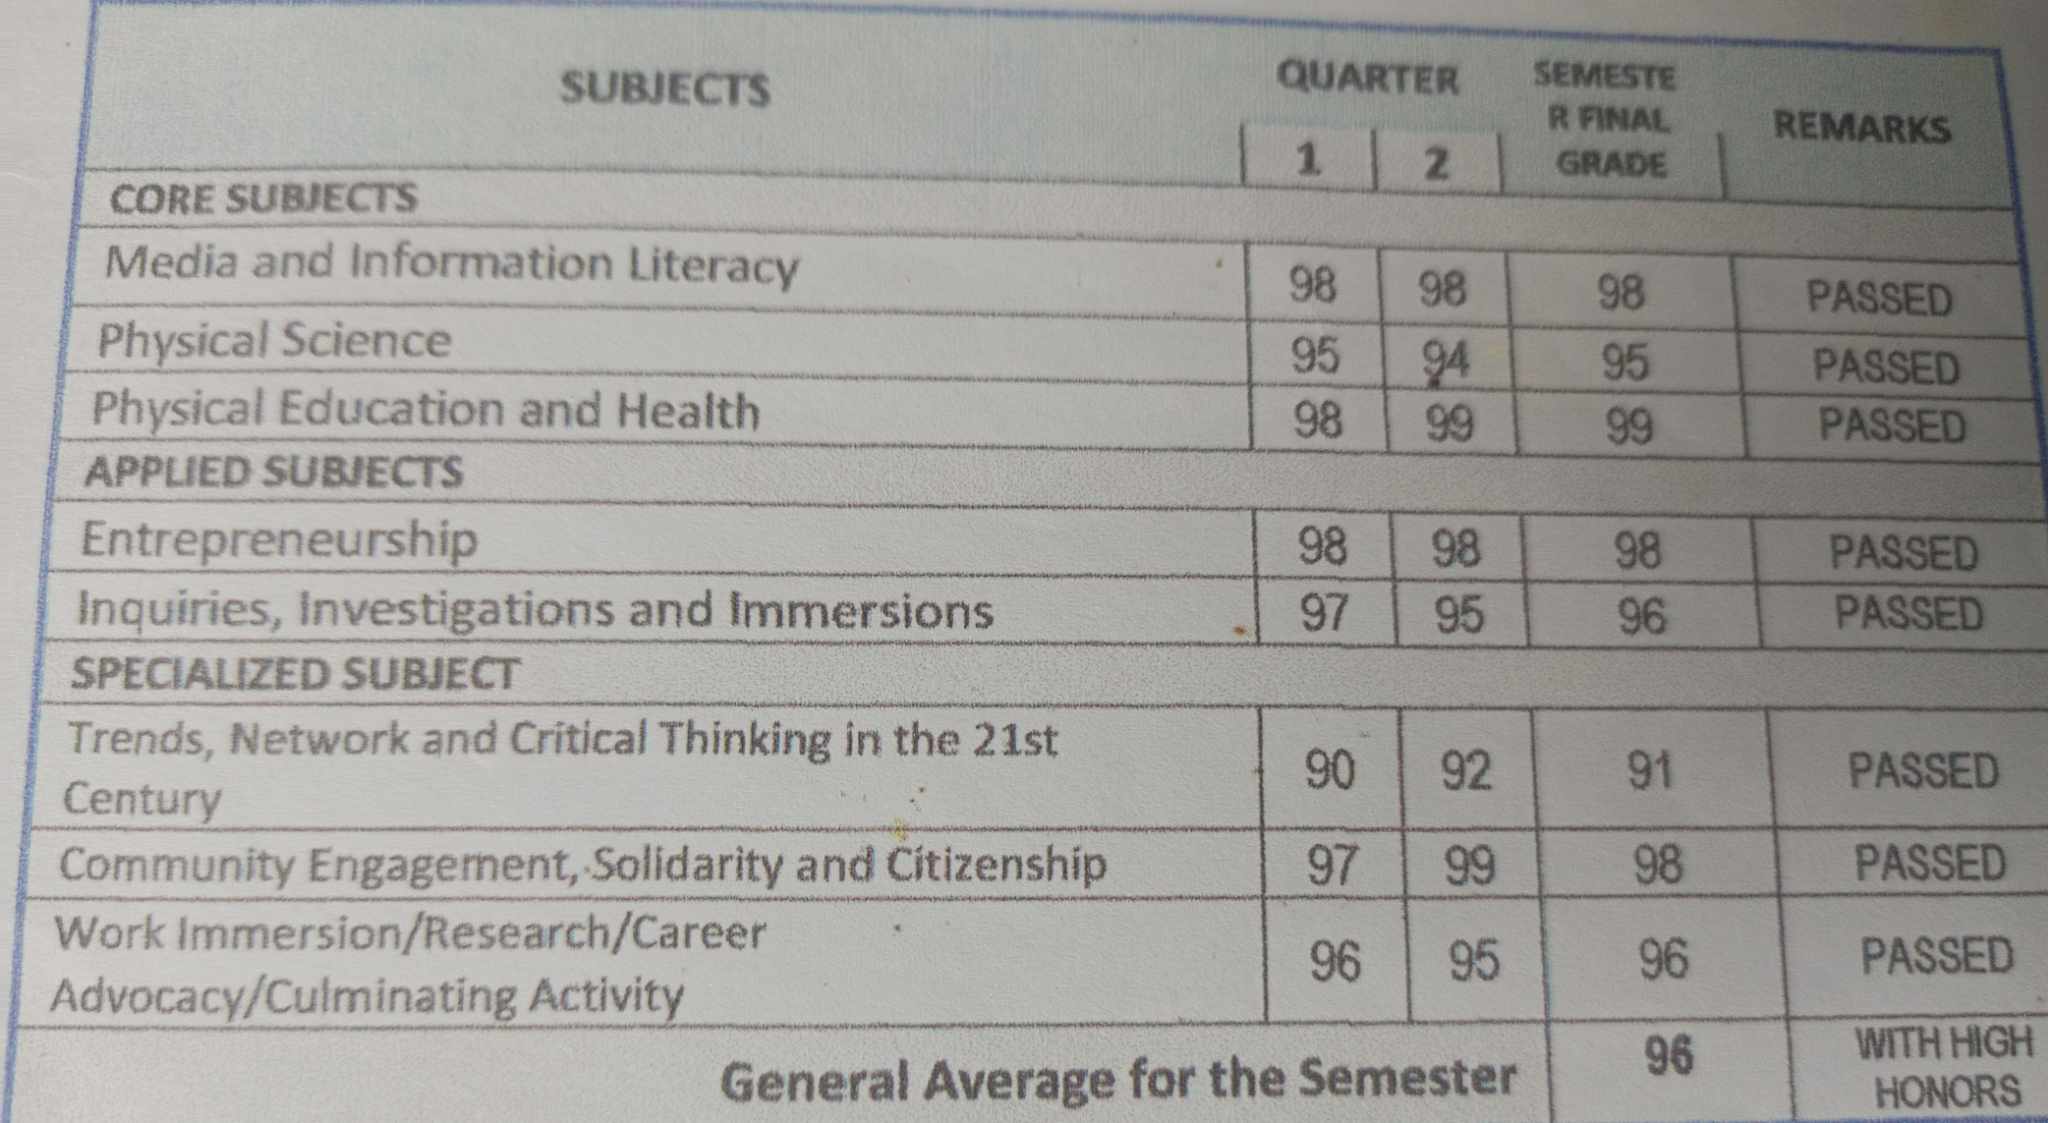 SUBJECTS QUARTER SEMESTE
R FINAL
GRADE REMARKS
1 2
CORE SUBJECTS
Media and Information Literacy 98 98 98 PASSED
Physical Science 95 94 95 PASSED
Physical Education and Health 98 99 99 PASSED
APPLIED SUBJECTS
Entrepreneurship 98 98 98 PASSED
Inquiries, Investigations and Immersions 97 95 96 PASSED
SPECIALIZED SUBJECT
Trends, Network and Critical Thinking in the 21st
Century 90 92 91 PASSED
Community Engagement, Solidarity and Citizenship 97 99 98 PASSED
Work Immersion/Research/Career
Advocacy/Culminating Activity 96 95 96 PASSED
General Average for the Semester 96 WITH HIGH
HONORS